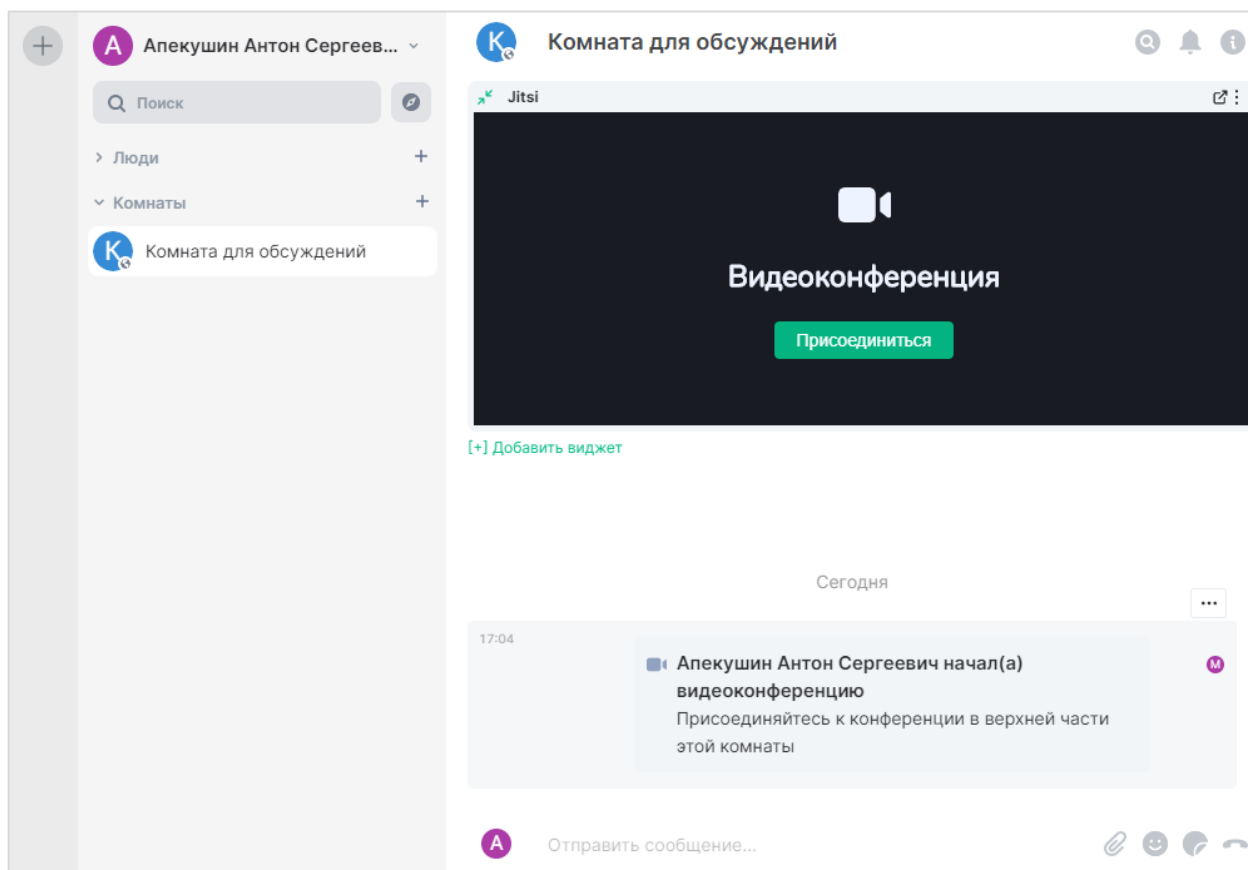 А Апекушин Антон Сергеев...
Поиск
Люди
Комнаты
К Комната для обсуждений
К Комната для обсуждений
Jitsi
Видеоконференция
Присоединиться
[+] Добавить виджет
Сегодня
17:04
Апекушин Антон Сергеевич начал(а)
видеоконференцию
Присоединяйтесь к конференции в верхней части
этой комнаты
М
А Отправить сообщение...